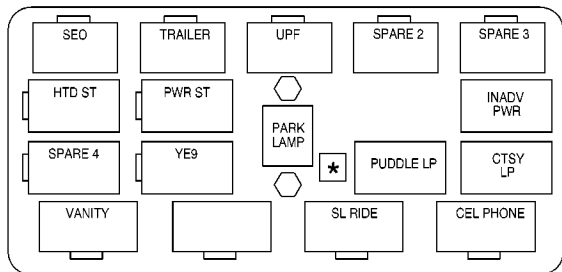 SEO
TRAILER
UPF
SPARE 2
SPARE 3
HTD ST
PWR ST
INADV
PWR
PARK
LAMP
SPARE 4
YE9
*
PUDDLE LP
CTSY
LP
VANITY
SL RIDE
CEL PHONE